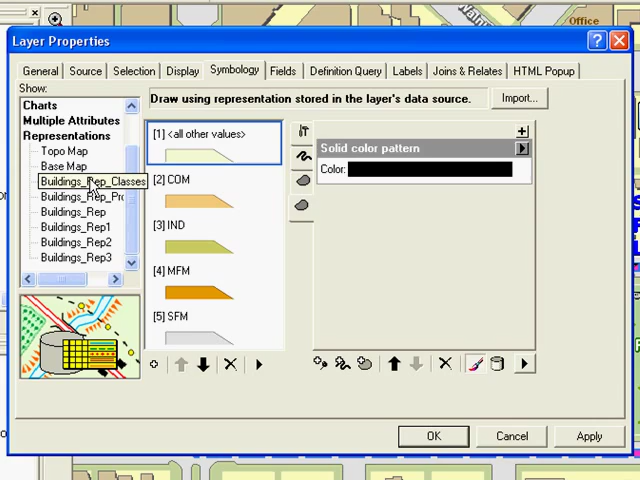 Office
Walnut
Layer Properties
General
Source
Selection
Display
Symbology
Fields
Definition Query
Labels
Joins & Relates
HTML Popup
Show:
Charts
Multiple Attributes
Representations
Topo Map
Base Map
Buildings_Rep_Classes
Buildings_Rep_Pro
Buildings_Rep
Buildings_Rep1
Buildings_Rep2
Buildings_Rep3
Draw using representation stored in the layer's data source.
Import...
[1] <all other values>
[2] COM
[3] IND
[4] MFM
[5] SFM
Solid color pattern
Color:
OK
Cancel
Apply